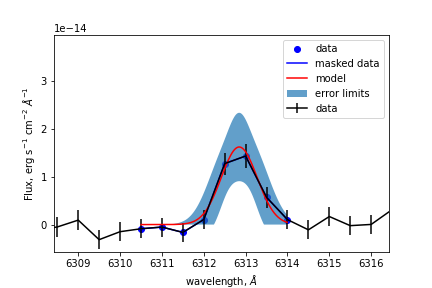 1e−14
3
2
1
0
Flux, erg s⁻¹ cm⁻² Å⁻¹
data
masked data
model
error limits
data
6309 6310 6311 6312 6313 6314 6315 6316
wavelength, Å